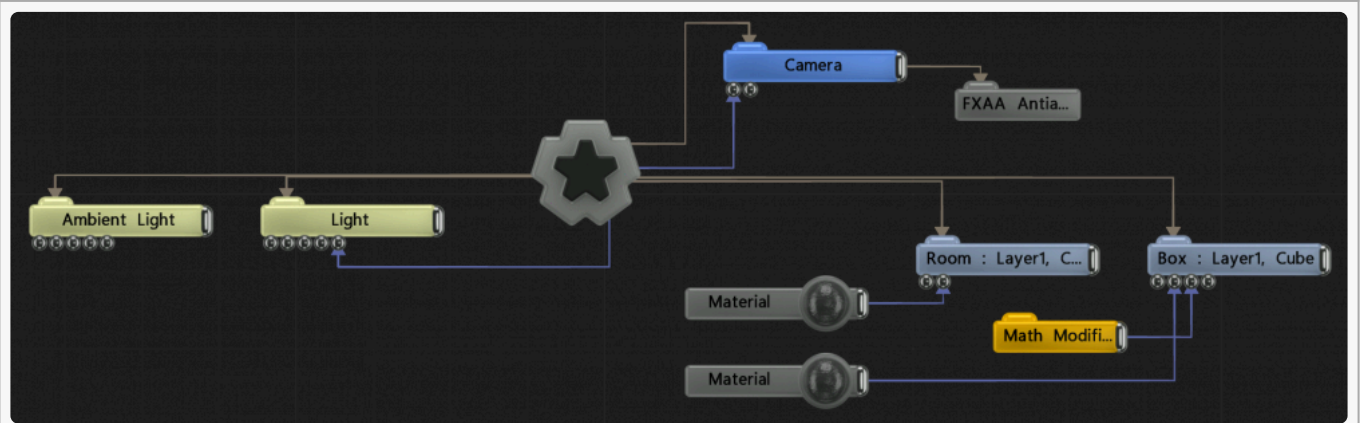 Camera
FXAA Antia...
Ambient Light
Light
Room : Layer1, C...
Box : Layer1, Cube
Material
Math Modifi...
Material